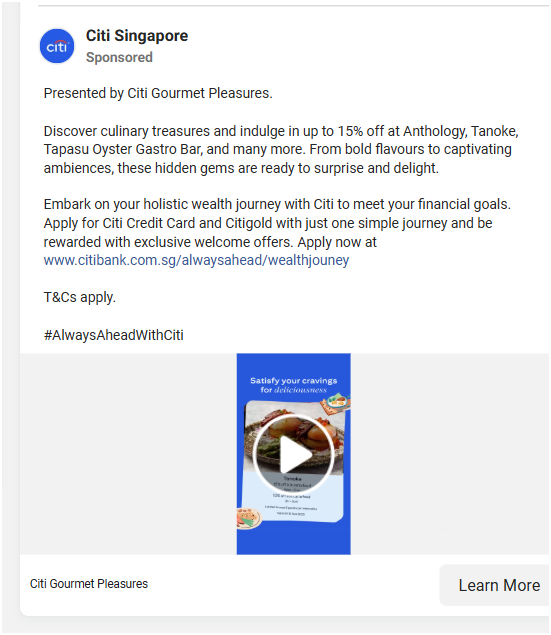 citi
Citi Singapore
Sponsored
Presented by Citi Gourmet Pleasures.
Discover culinary treasures and indulge in up to 15% off at Anthology, Tanoke,
Tapasu Oyster Gastro Bar, and many more. From bold flavours to captivating
ambiences, these hidden gems are ready to surprise and delight.
Embark on your holistic wealth journey with Citi to meet your financial goals.
Apply for Citi Credit Card and Citigold with just one simple journey and be
rewarded with exclusive welcome offers. Apply now at
www.citibank.com.sg/alwaysahead/wealthjouney
T&Cs apply.
#AlwaysAheadWithCiti
Satisfy your cravings
for deliciousness
Tanoke
Citi Gourmet Pleasures
Learn More